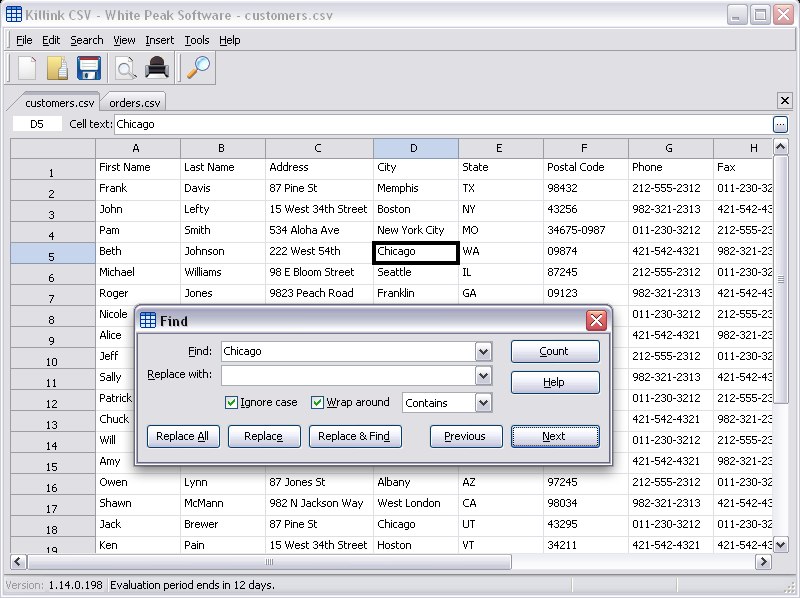 Killink CSV - White Peak Software - customers.csv
File Edit Search View Insert Tools Help
customers.csv orders.csv
D5 Cell text: Chicago ...
A B C D E F G H
1 First Name Last Name Address City State Postal Code Phone Fax
2 Frank Davis 87 Pine St Memphis TX 98432 212-555-2312 011-230-32
3 John Lefty 15 West 34th Street Boston NY 43256 982-321-2313 421-542-43
4 Pam Smith 534 Aloha Ave New York City MO 34675-0987 011-230-3212 212-555-23
5 Beth Johnson 222 West 54th Chicago WA 09874 421-542-4321 982-321-23
6 Michael Williams 98 E Bloom Street Seattle IL 87245 212-555-2312 011-230-32
7 Roger Jones 9823 Peach Road Franklin GA 09123 982-321-2313 421-542-43
8 Nicole 011-230-3212 212-555-23
9 Alice 421-542-4321 982-321-23
10 Jeff 212-555-2312 011-230-32
11 Sally 982-321-2313 421-542-43
12 Patrick 011-230-3212 212-555-23
13 Chuck 421-542-4321 982-321-23
14 Will 212-555-2312 011-230-32
15 Amy 421-542-4321 982-321-23
16 Owen Lynn 87 Jones St Albany AZ 97245 212-555-2312 011-230-32
17 Shawn McMann 982 N Jackson Way West London CA 98034 982-321-2313 421-542-43
18 Jack Brewer 87 Pine St Chicago UT 43295 011-230-3212 212-555-23
19 Ken Pain 15 West 34th Street Hoston VT 34211 421-542-4321 982-321-23
Find
Find: Chicago Count
Replace with: Help
Ignore case Wrap around Contains
Replace All Replace Replace & Find Previous Next
Version: 1.14.0.198 Evaluation period ends in 12 days.